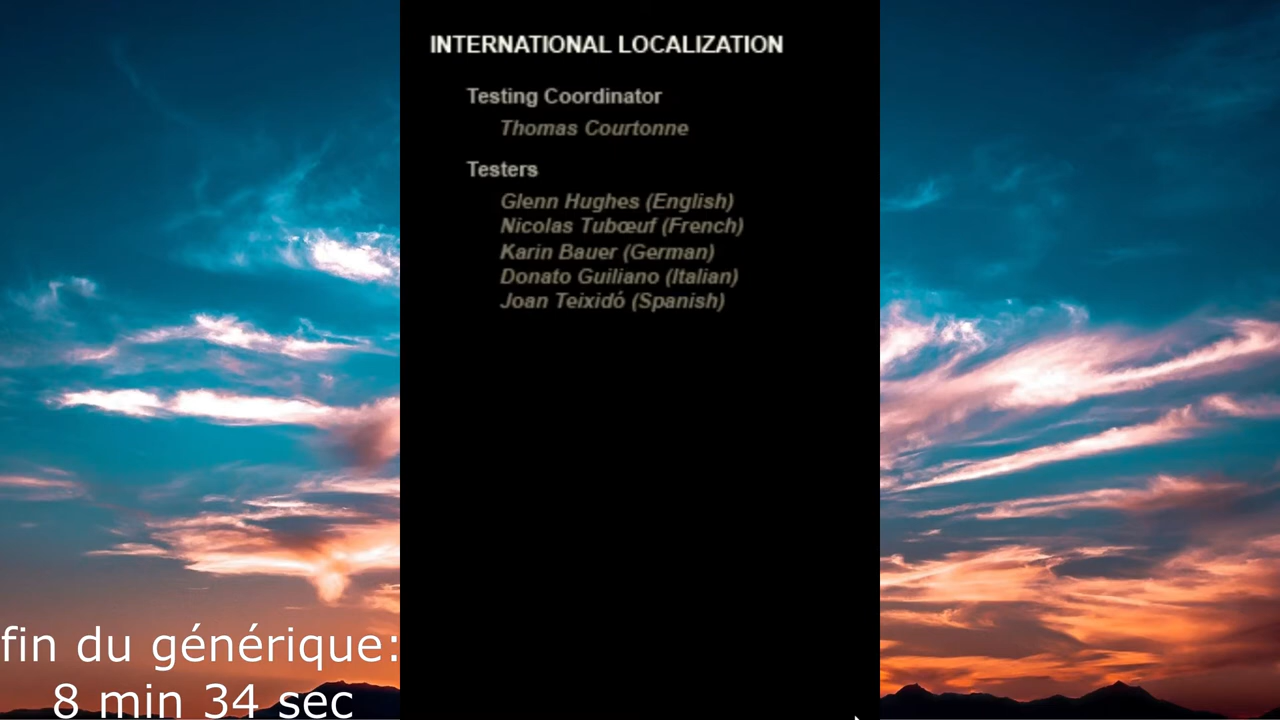 INTERNATIONAL LOCALIZATION
Testing Coordinator
Thomas Courtonne
Testers
Glenn Hughes (English)
Nicolas Tubœuf (French)
Karin Bauer (German)
Donato Guiliano (Italian)
Joan Teixidó (Spanish)
fin du générique:
8 min 34 sec